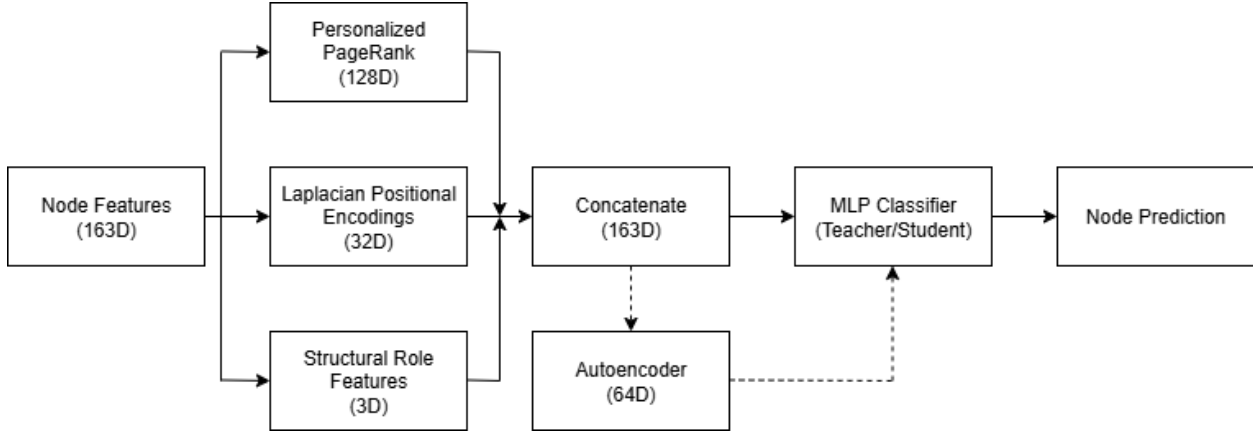 Personalized
PageRank
(128D)
Node Features
(163D)
Laplacian Positional
Encodings
(32D)
Concatenate
(163D)
MLP Classifier
(Teacher/Student)
Node Prediction
Structural Role
Features
(3D)
Autoencoder
(64D)